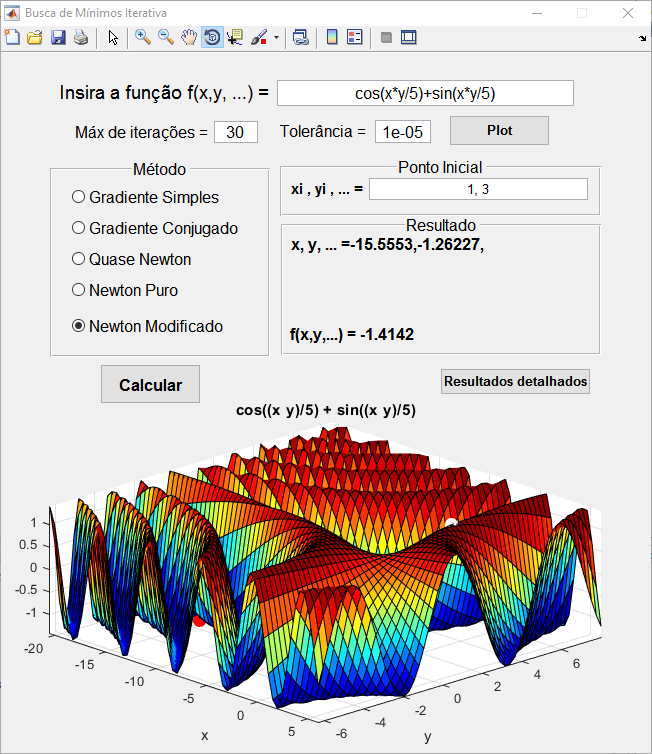 Busca de Mínimos Iterativa
Insira a função f(x,y, ...) = cos(x*y/5)+sin(x*y/5)
Máx de iterações = 30 Tolerância = 1e-05 Plot
Método
Gradiente Simples
Gradiente Conjugado
Quase Newton
Newton Puro
Newton Modificado
Ponto Inicial
xi , yi , ... = 1, 3
Resultado
x, y, ... =-15.5553,-1.26227,
f(x,y,...) = -1.4142
Calcular
Resultados detalhados
cos((x y)/5) + sin((x y)/5)
1
0.5
0
-0.5
-1
-20
-15
-10
-5
0
5
x
-6
-4
-2
0
2
4
6
y